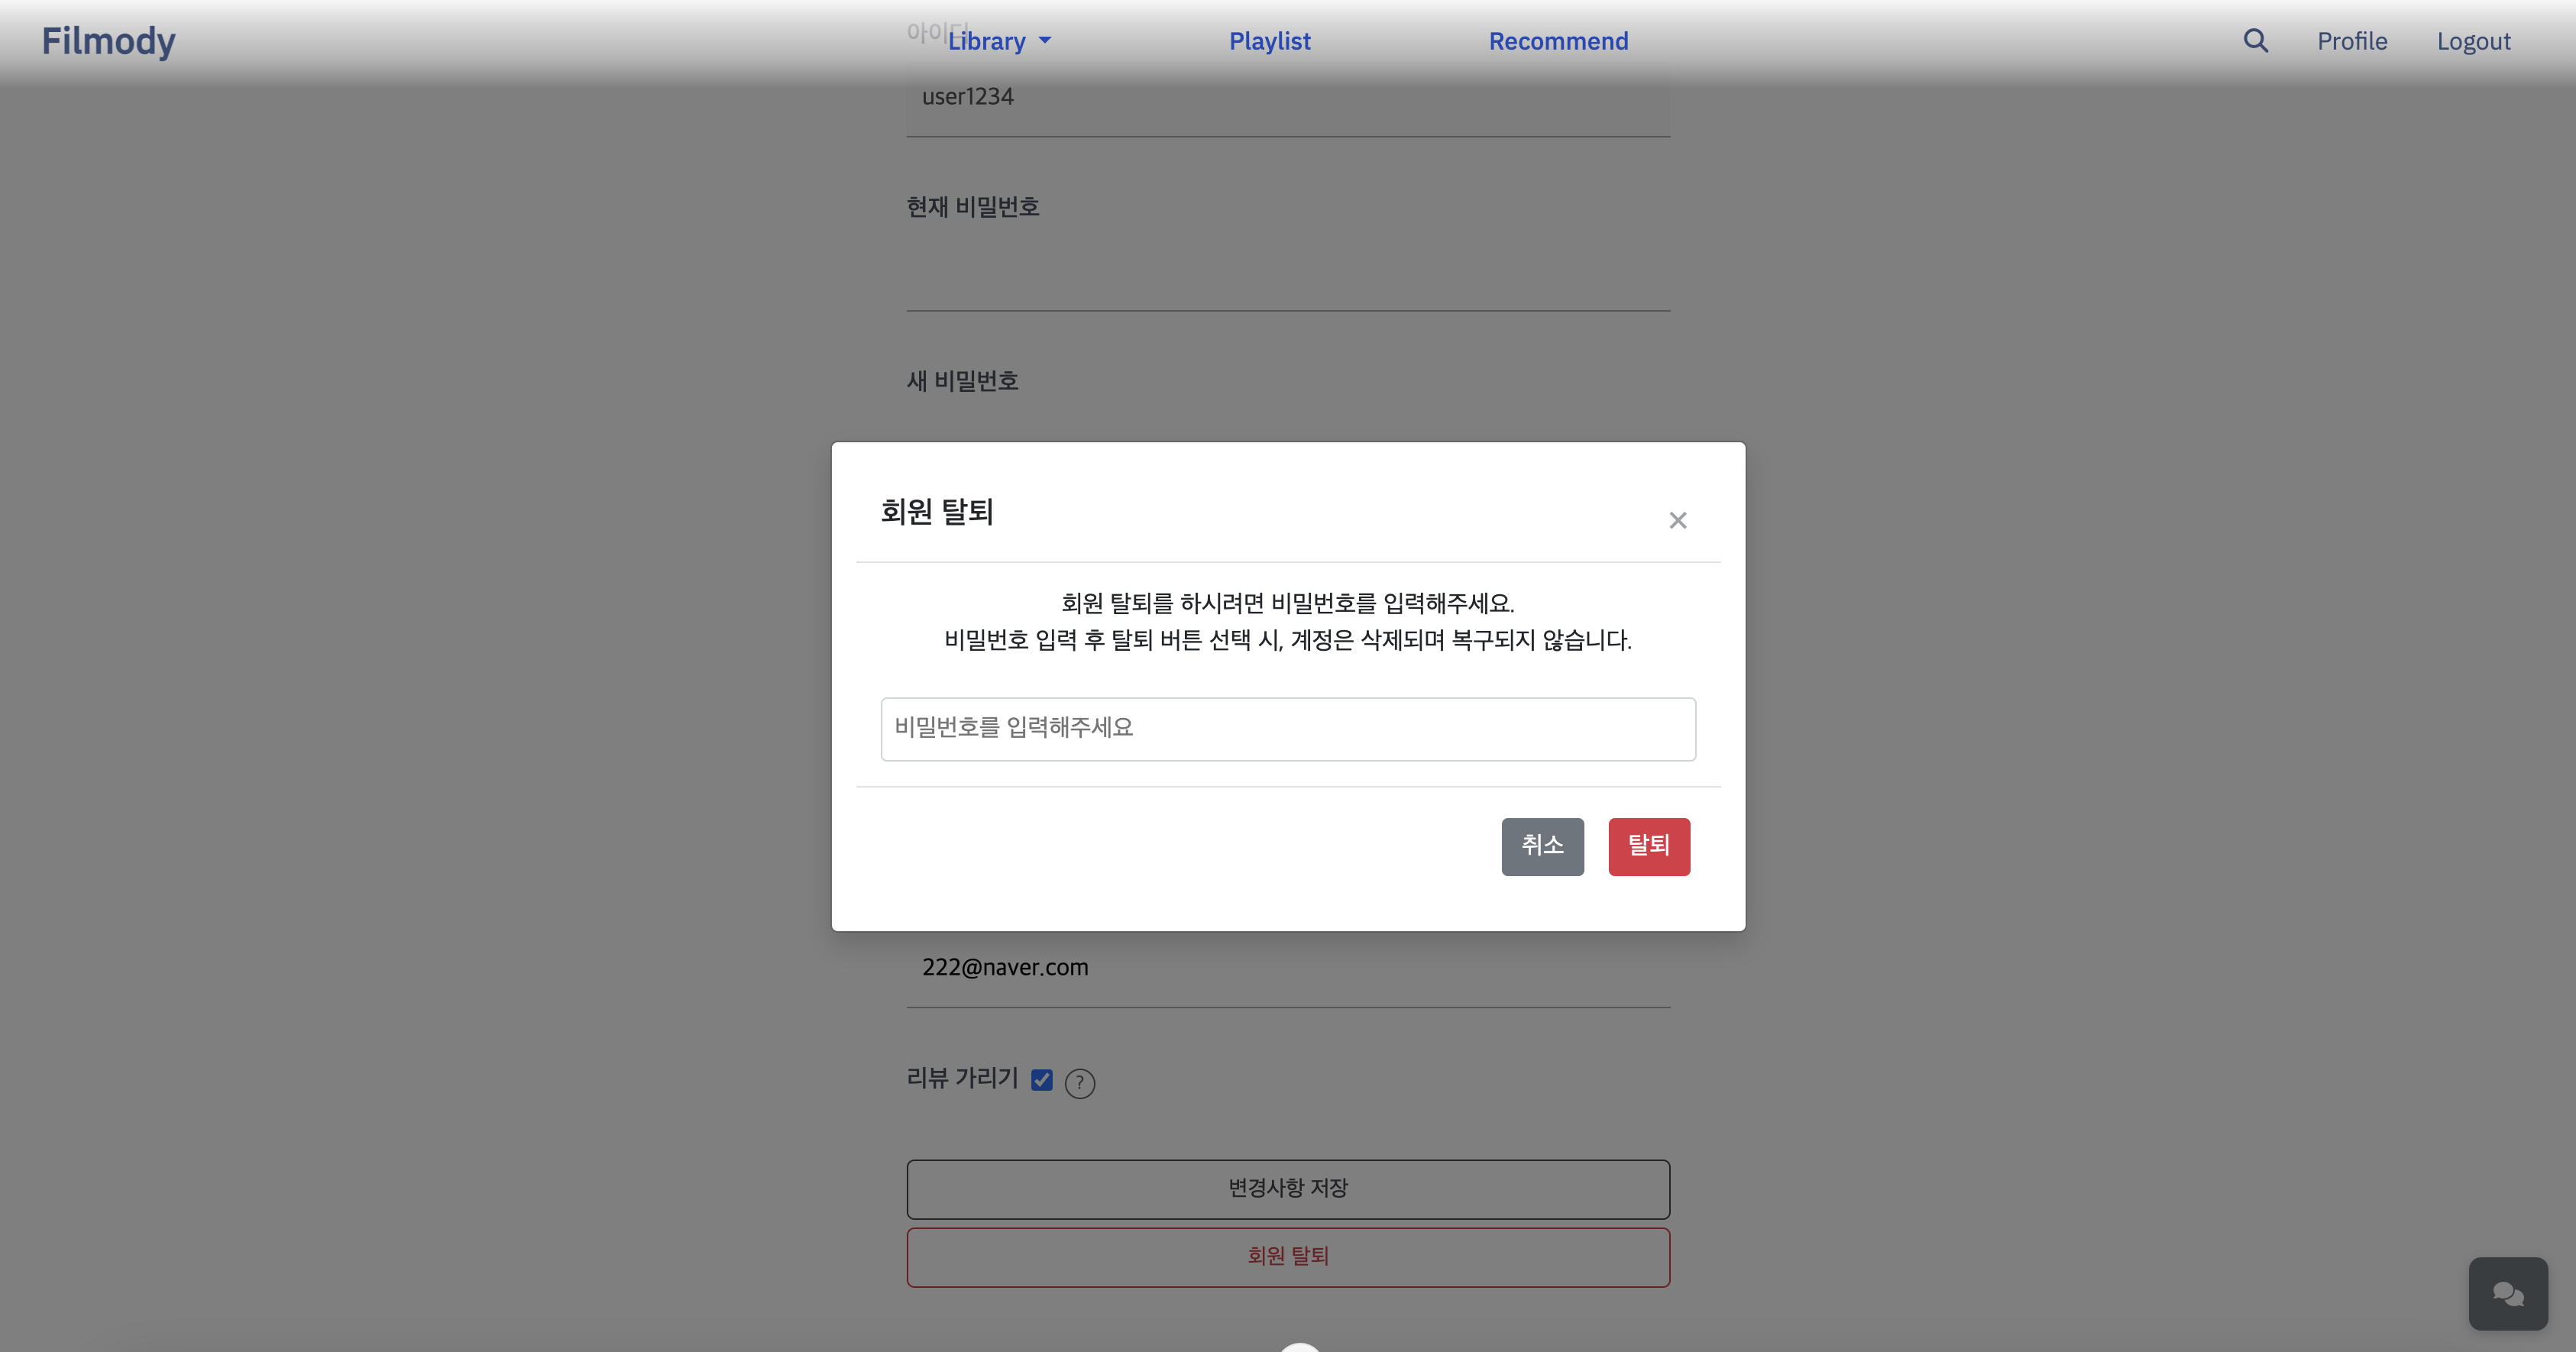 Filmody
Library
Playlist
Recommend
Profile
Logout
아이디
user1234
현재 비밀번호
새 비밀번호
회원 탈퇴
×
회원 탈퇴를 하시려면 비밀번호를 입력해주세요.
비밀번호 입력 후 탈퇴 버튼 선택 시, 계정은 삭제되며 복구되지 않습니다.
비밀번호를 입력해주세요
취소
탈퇴
222@naver.com
리뷰 가리기 ?
변경사항 저장
회원 탈퇴